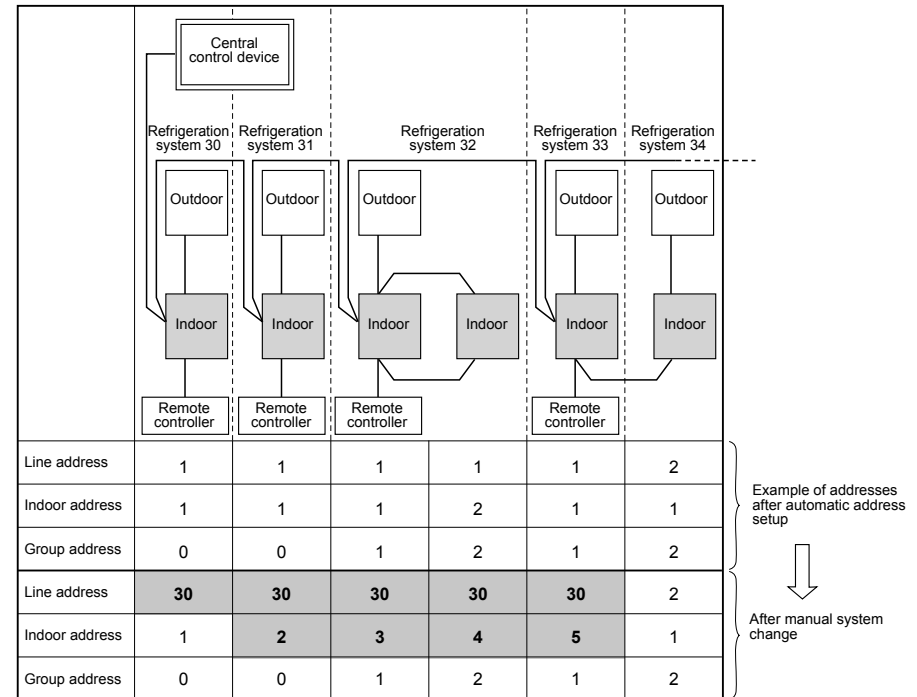 Central
control device
Refrigeration
system 30
Refrigeration
system 31
Refrigeration
system 32
Refrigeration
system 33
Refrigeration
system 34
Outdoor
Outdoor
Outdoor
Outdoor
Outdoor
Indoor
Indoor
Indoor
Indoor
Indoor
Indoor
Remote
controller
Remote
controller
Remote
controller
Remote
controller
Line address 1 1 1 1 1 2
Indoor address 1 1 1 2 1 1
Group address 0 0 1 2 1 2
Example of addresses
after automatic address
setup
Line address 30 30 30 30 30 2
Indoor address 1 2 3 4 5 1
Group address 0 0 1 2 1 2
After manual system
change